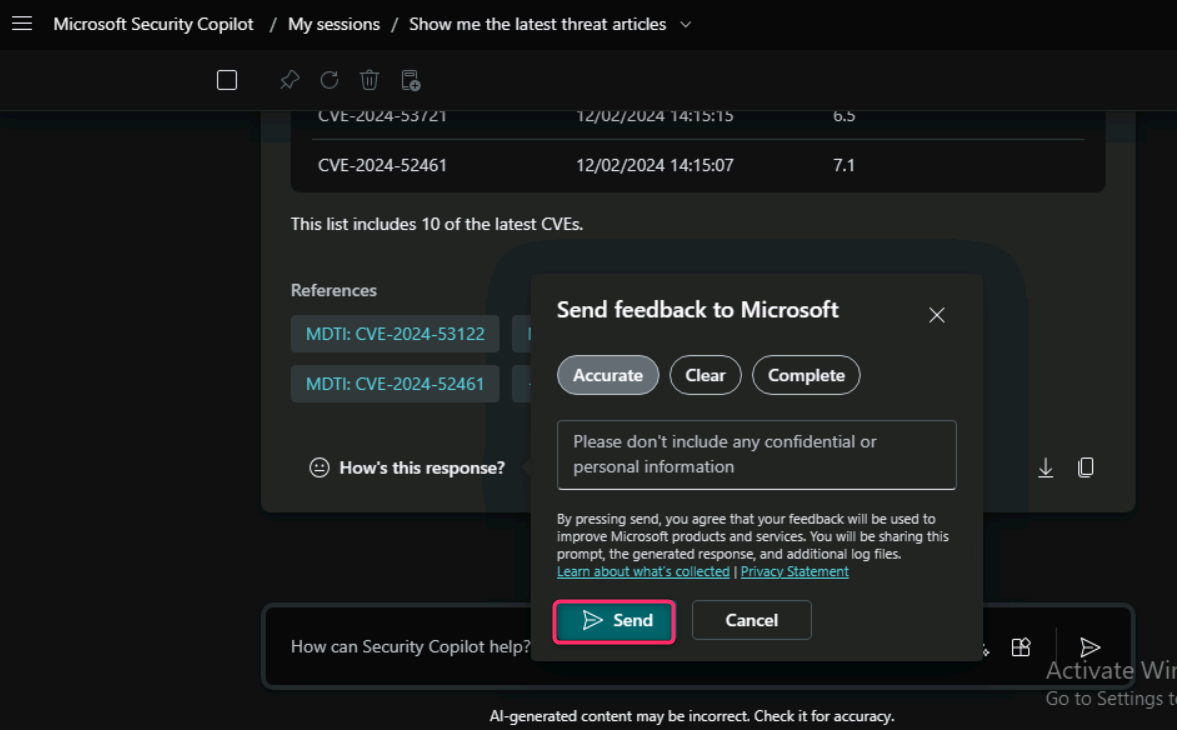 Microsoft Security Copilot / My sessions / Show me the latest threat articles
CVE-2024-53721 12/02/2024 14:15:15 6.5
CVE-2024-52461 12/02/2024 14:15:07 7.1
This list includes 10 of the latest CVEs.
References
MDTI: CVE-2024-53122
MDTI: CVE-2024-52461
How's this response?
Send feedback to Microsoft
Accurate Clear Complete
Please don't include any confidential or
personal information
By pressing send, you agree that your feedback will be used to
improve Microsoft products and services. You will be sharing this
prompt, the generated response, and additional log files.
Learn about what's collected | Privacy Statement
Send Cancel
How can Security Copilot help?
Activate Win
Go to Settings t
AI-generated content may be incorrect. Check it for accuracy.